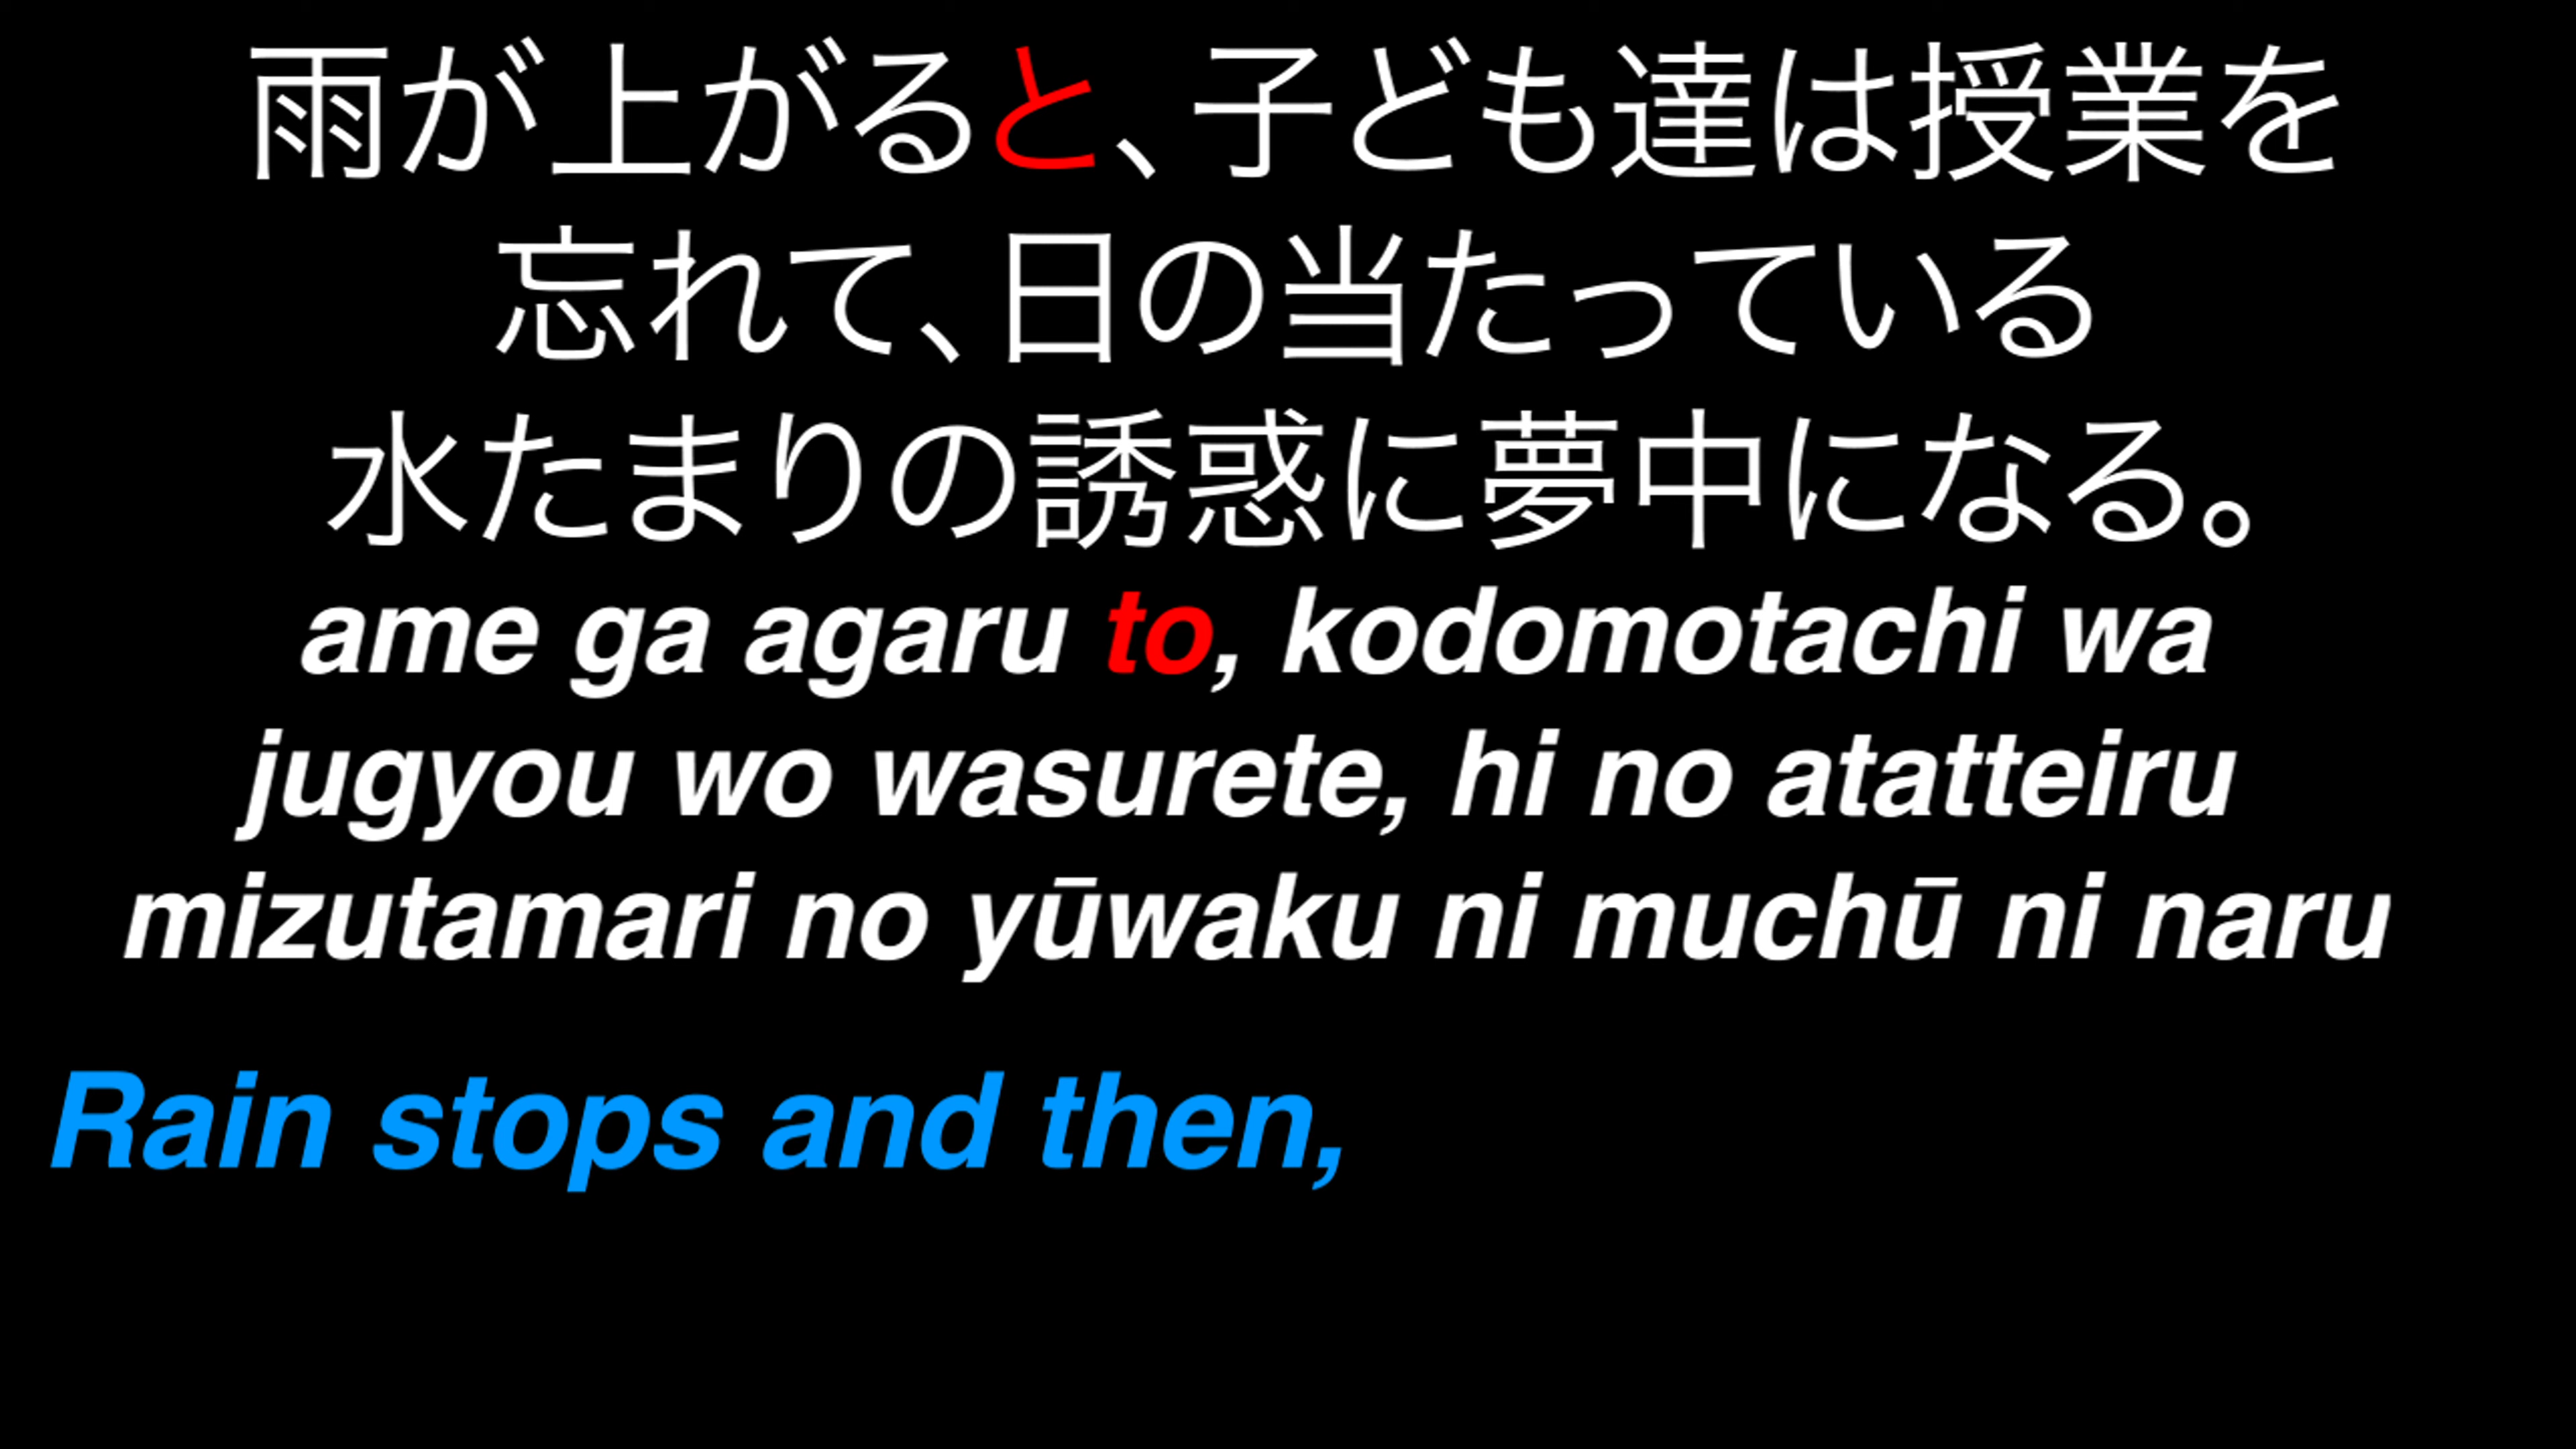 雨が上がると、子ども達は授業を
忘れて、日の当たっている
水たまりの誘惑に夢中になる。
ame ga agaru to, kodomotachi wa
jugyou wo wasurete, hi no atatteiru
mizutamari no yūwaku ni muchū ni naru
Rain stops and then,